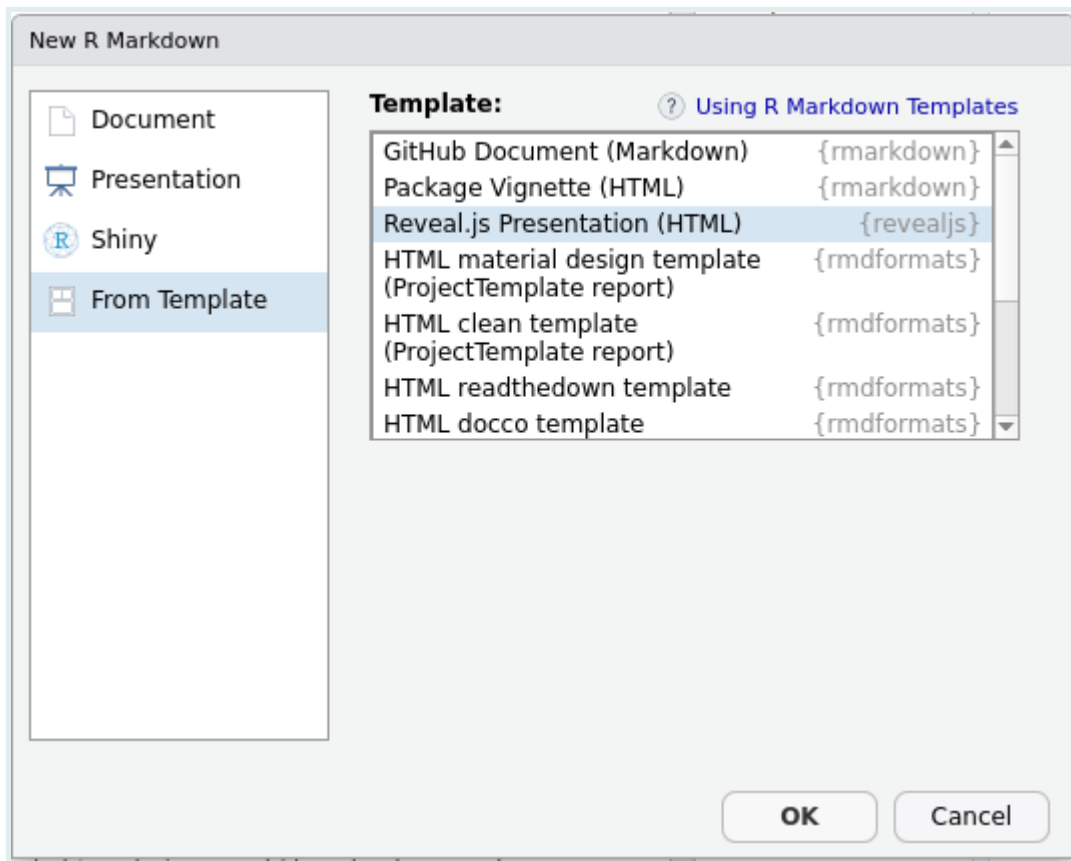 New R Markdown
Document
Presentation
R Shiny
From Template
Template:
? Using R Markdown Templates
GitHub Document (Markdown) {rmarkdown}
Package Vignette (HTML) {rmarkdown}
Reveal.js Presentation (HTML) {revealjs}
HTML material design template {rmdformats}
(ProjectTemplate report)
HTML clean template {rmdformats}
(ProjectTemplate report)
HTML readthedown template {rmdformats}
HTML docco template {rmdformats}
OK Cancel